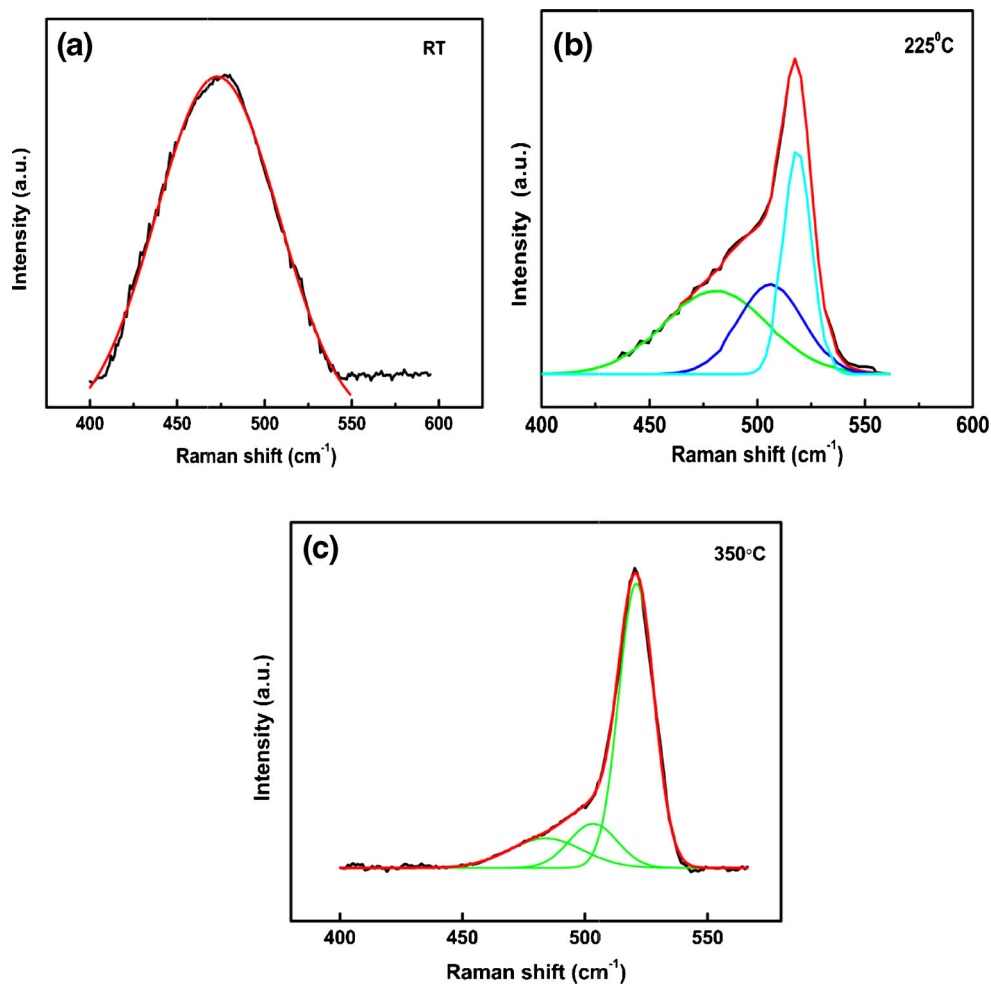 (a)
RT
Intensity (a.u.)
400 450 500 550 600
Raman shift (cm⁻¹)
(b)
225⁰C
Intensity (a.u.)
400 450 500 550 600
Raman shift (cm⁻¹)
(c)
350°C
Intensity (a.u.)
400 450 500 550
Raman shift (cm⁻¹)